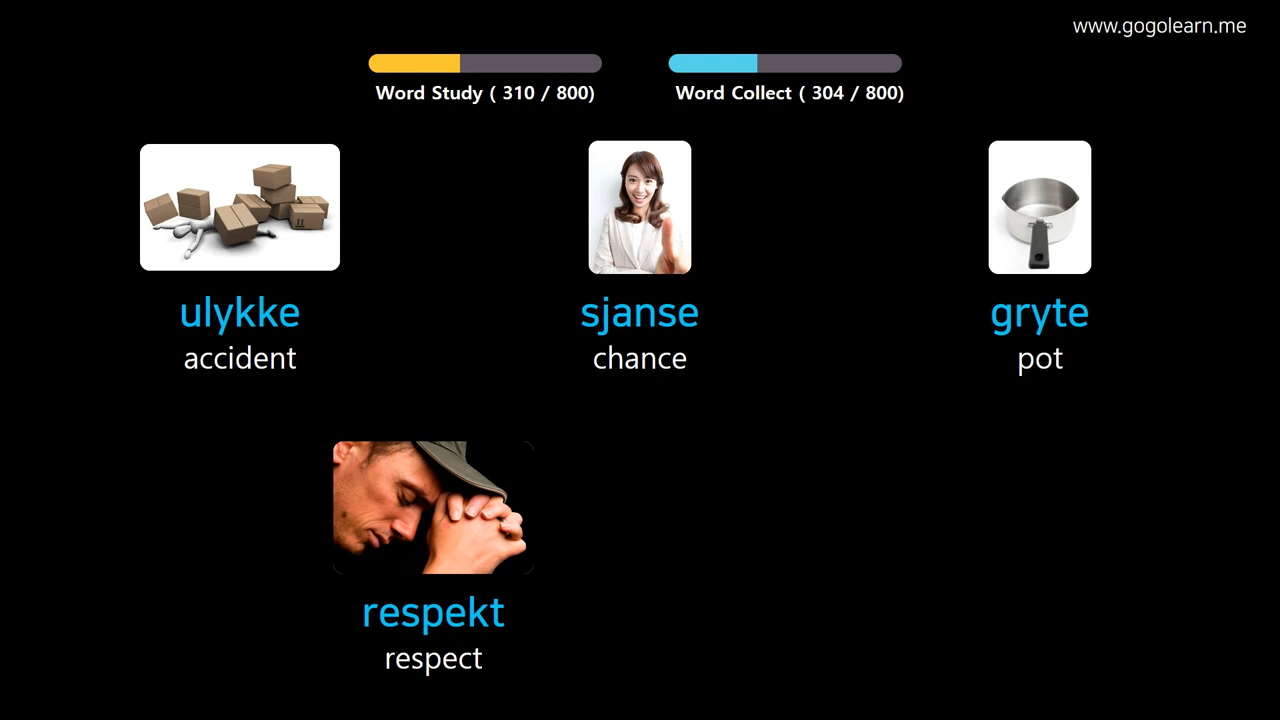 www.gogolearn.me
Word Study ( 310 / 800)
Word Collect ( 304 / 800)
ulykke
accident
sjanse
chance
gryte
pot
respekt
respect